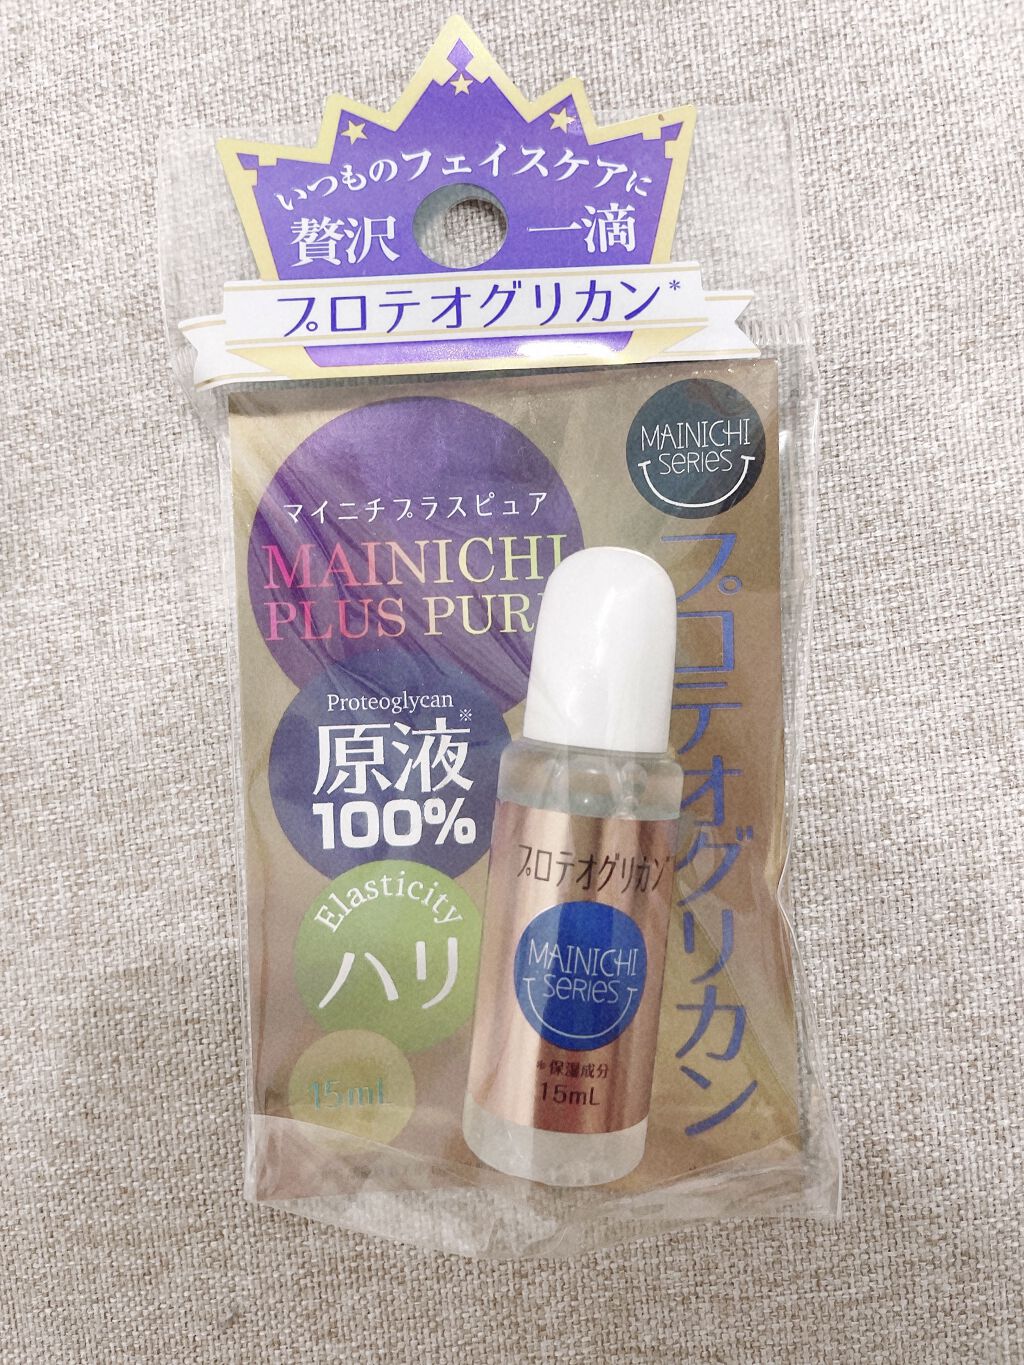 いつものフェイスケアに
贅沢 一滴
プロテオグリカン*
MAINICHI
SERIES
マイニチプラスピュア
MAINICHI
PLUS PUR
プロテオグリカン
Proteoglycan
原液※
100%
Elasticity
ハリ
15mL
プロテオグリカン
MAINICHI
SERIES
*保湿成分
15mL